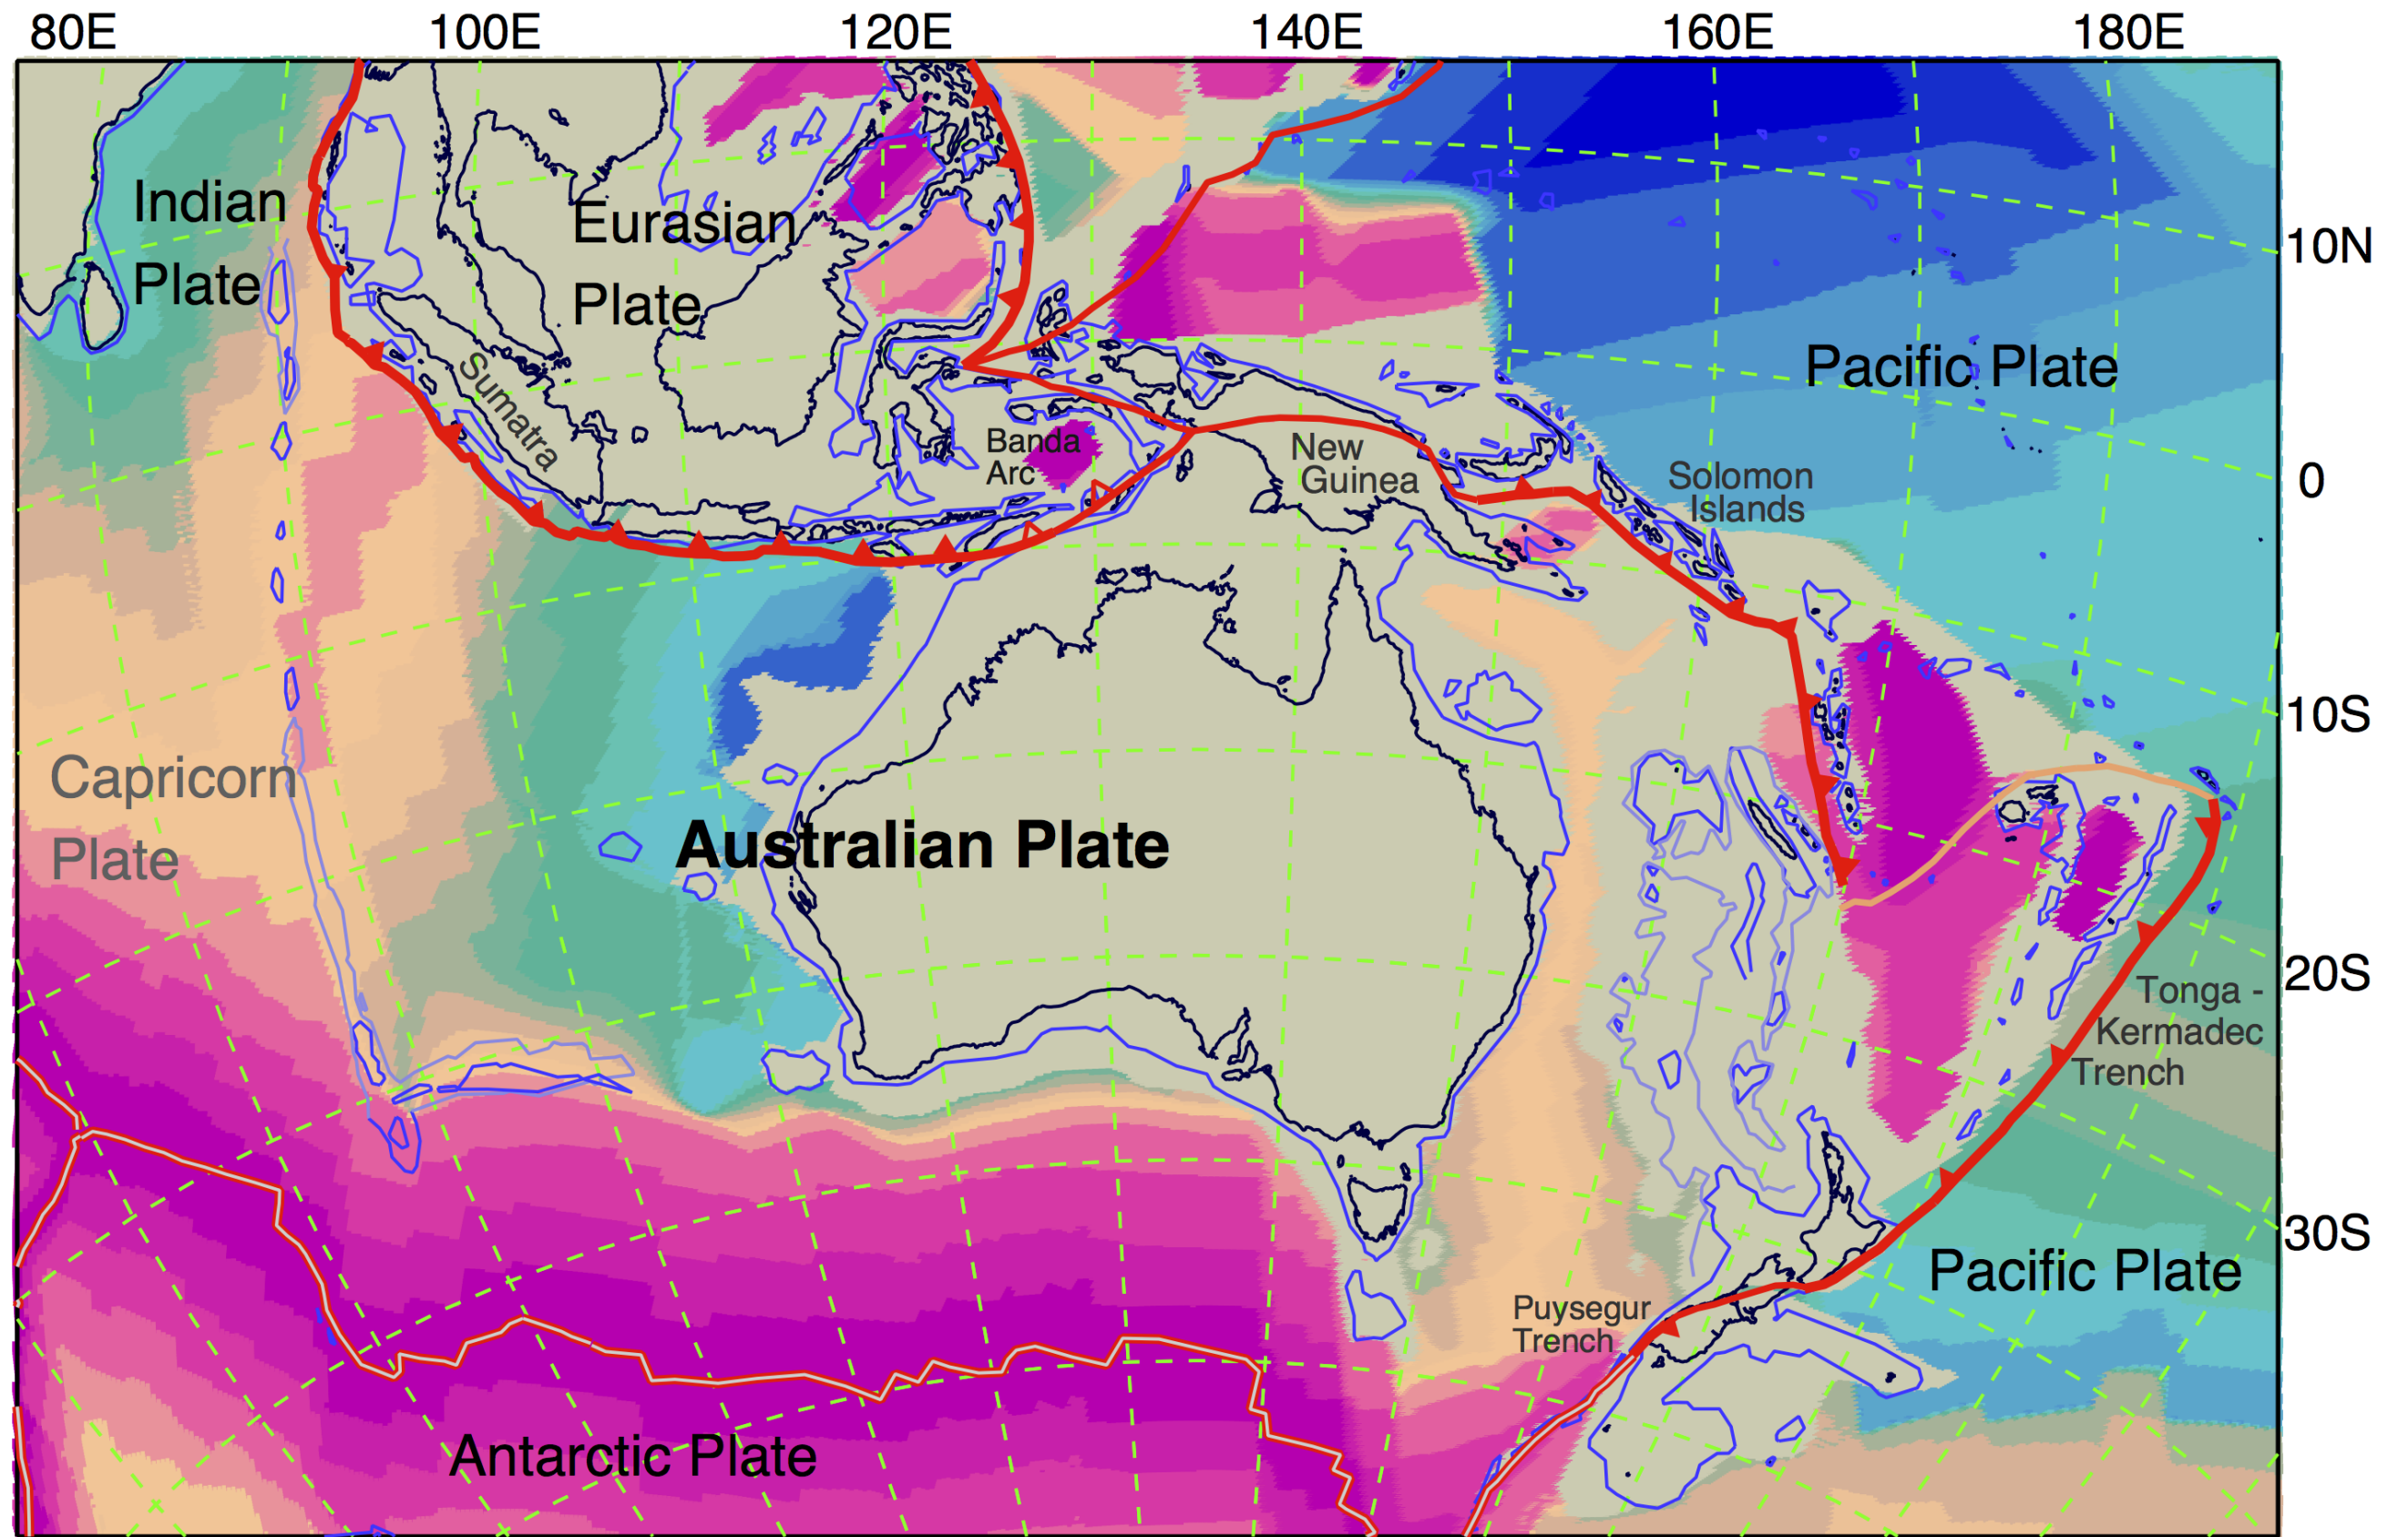 80E 100E 120E 140E 160E 180E
Indian
Plate
Eurasian
Plate
10N
Pacific Plate
Sumatra
Banda
Arc
New
Guinea
Solomon
Islands
0
10S
Capricorn
Plate
Australian Plate
20S
Tonga -
Kermadec
Trench
30S
Pacific Plate
Puysegur
Trench
Antarctic Plate